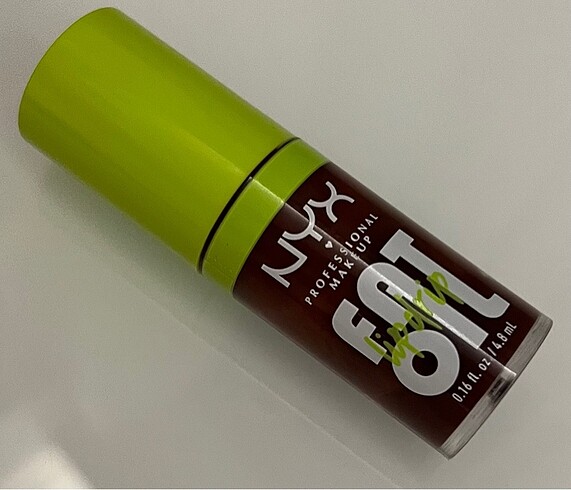 NYX
PROFESSIONAL
MAKEUP
FAT
lip drip
OIL
0.16 fl. oz. / 4.8 mL